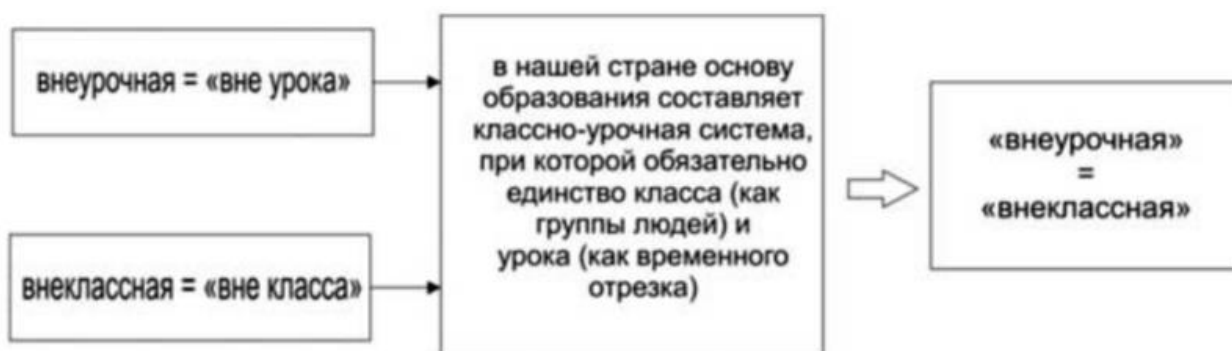 внеурочная = «вне урока»
внеклассная = «вне класса»
в нашей стране основу
образования составляет
классно-урочная система,
при которой обязательно
единство класса (как
группы людей) и
урока (как временного
отрезка)
«внеурочная»
=
«внеклассная»